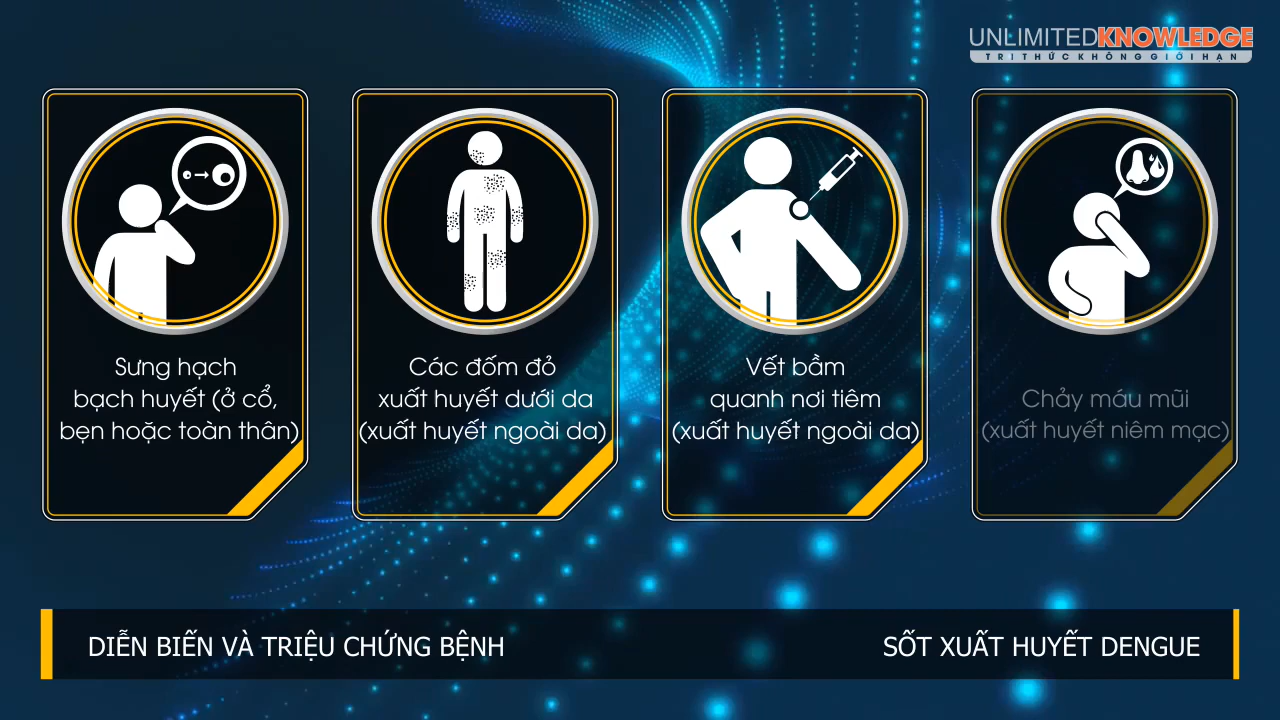 UNLIMITEDKNOWLEDGE
TRI THỨC KHÔNG GIỚI HẠN
Sưng hạch
bạch huyết (ở cổ,
bẹn hoặc toàn thân)
Các đốm đỏ
xuất huyết dưới da
(xuất huyết ngoài da)
Vết bầm
quanh nơi tiêm
(xuất huyết ngoài da)
Chảy máu mũi
(xuất huyết niêm mạc)
DIỄN BIẾN VÀ TRIỆU CHỨNG BỆNH
SỐT XUẤT HUYẾT DENGUE